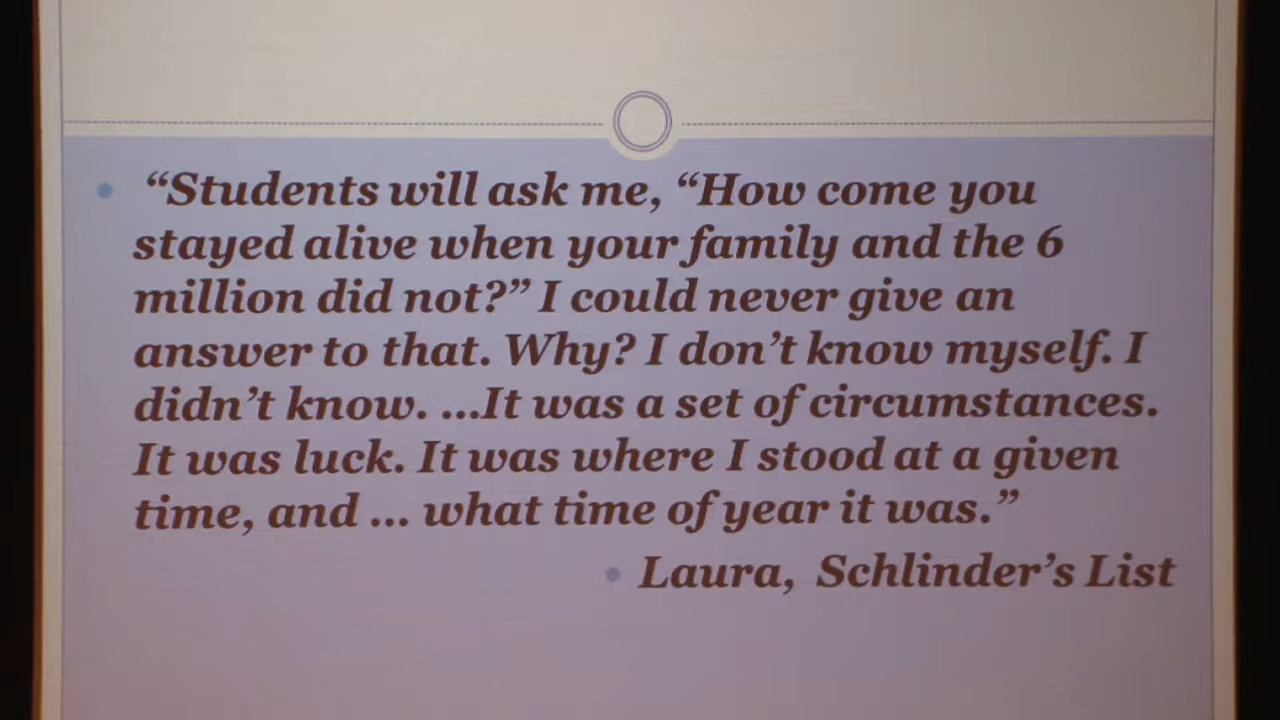 “Students will ask me, “How come you
stayed alive when your family and the 6
million did not?” I could never give an
answer to that. Why? I don’t know myself. I
didn’t know. ...It was a set of circumstances.
It was luck. It was where I stood at a given
time, and ... what time of year it was.”
Laura, Schlinder’s List